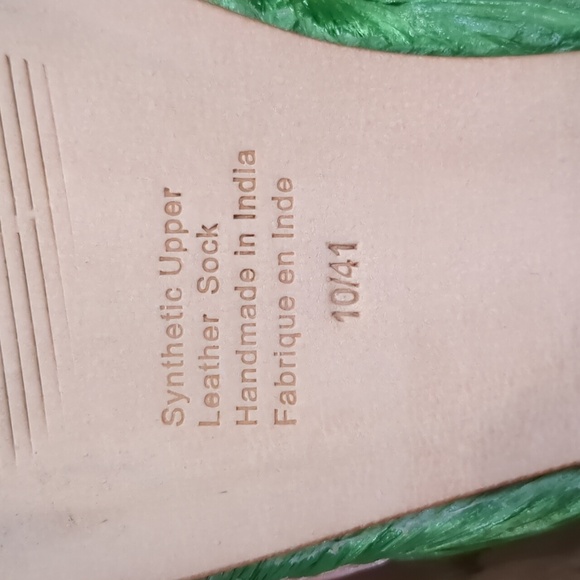 Synthetic Upper
Leather Sock
Handmade in India
Fabrique en Inde
10/41